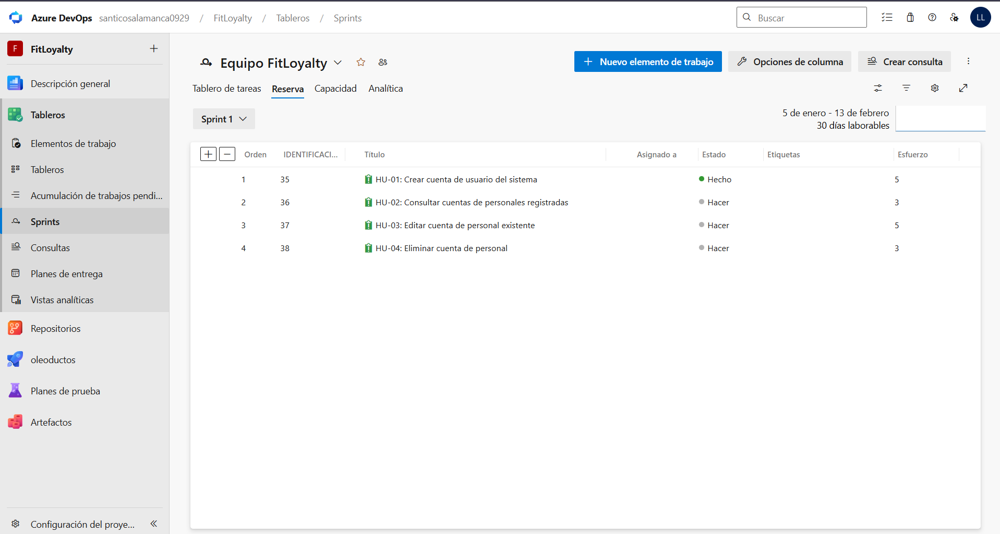 Azure DevOps santicosalamanca0929 / FitLoyalty / Tableros / Sprints
Buscar
LL
F FitLoyalty
Descripción general
Tableros
Elementos de trabajo
Tableros
Acumulación de trabajos pendi...
Sprints
Consultas
Planes de entrega
Vistas analíticas
Repositorios
oleoductos
Planes de prueba
Artefactos
Configuración del proye...
Equipo FitLoyalty
Nuevo elemento de trabajo
Opciones de columna
Crear consulta
Tablero de tareas Reserva Capacidad Analítica
Sprint 1
5 de enero - 13 de febrero
30 días laborables
Orden IDENTIFICACI... Título Asignado a Estado Etiquetas Esfuerzo
1 35 HU-01: Crear cuenta de usuario del sistema Hecho 5
2 36 HU-02: Consultar cuentas de personales registradas Hacer 3
3 37 HU-03: Editar cuenta de personal existente Hacer 5
4 38 HU-04: Eliminar cuenta de personal Hacer 3